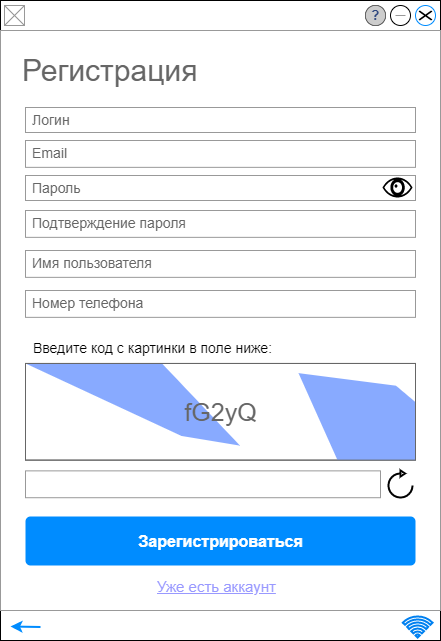 ?
Регистрация
Логин
Email
Пароль
Подтверждение пароля
Имя пользователя
Номер телефона
Введите код с картинки в поле ниже:
fG2yQ
Зарегистрироваться
Уже есть аккаунт